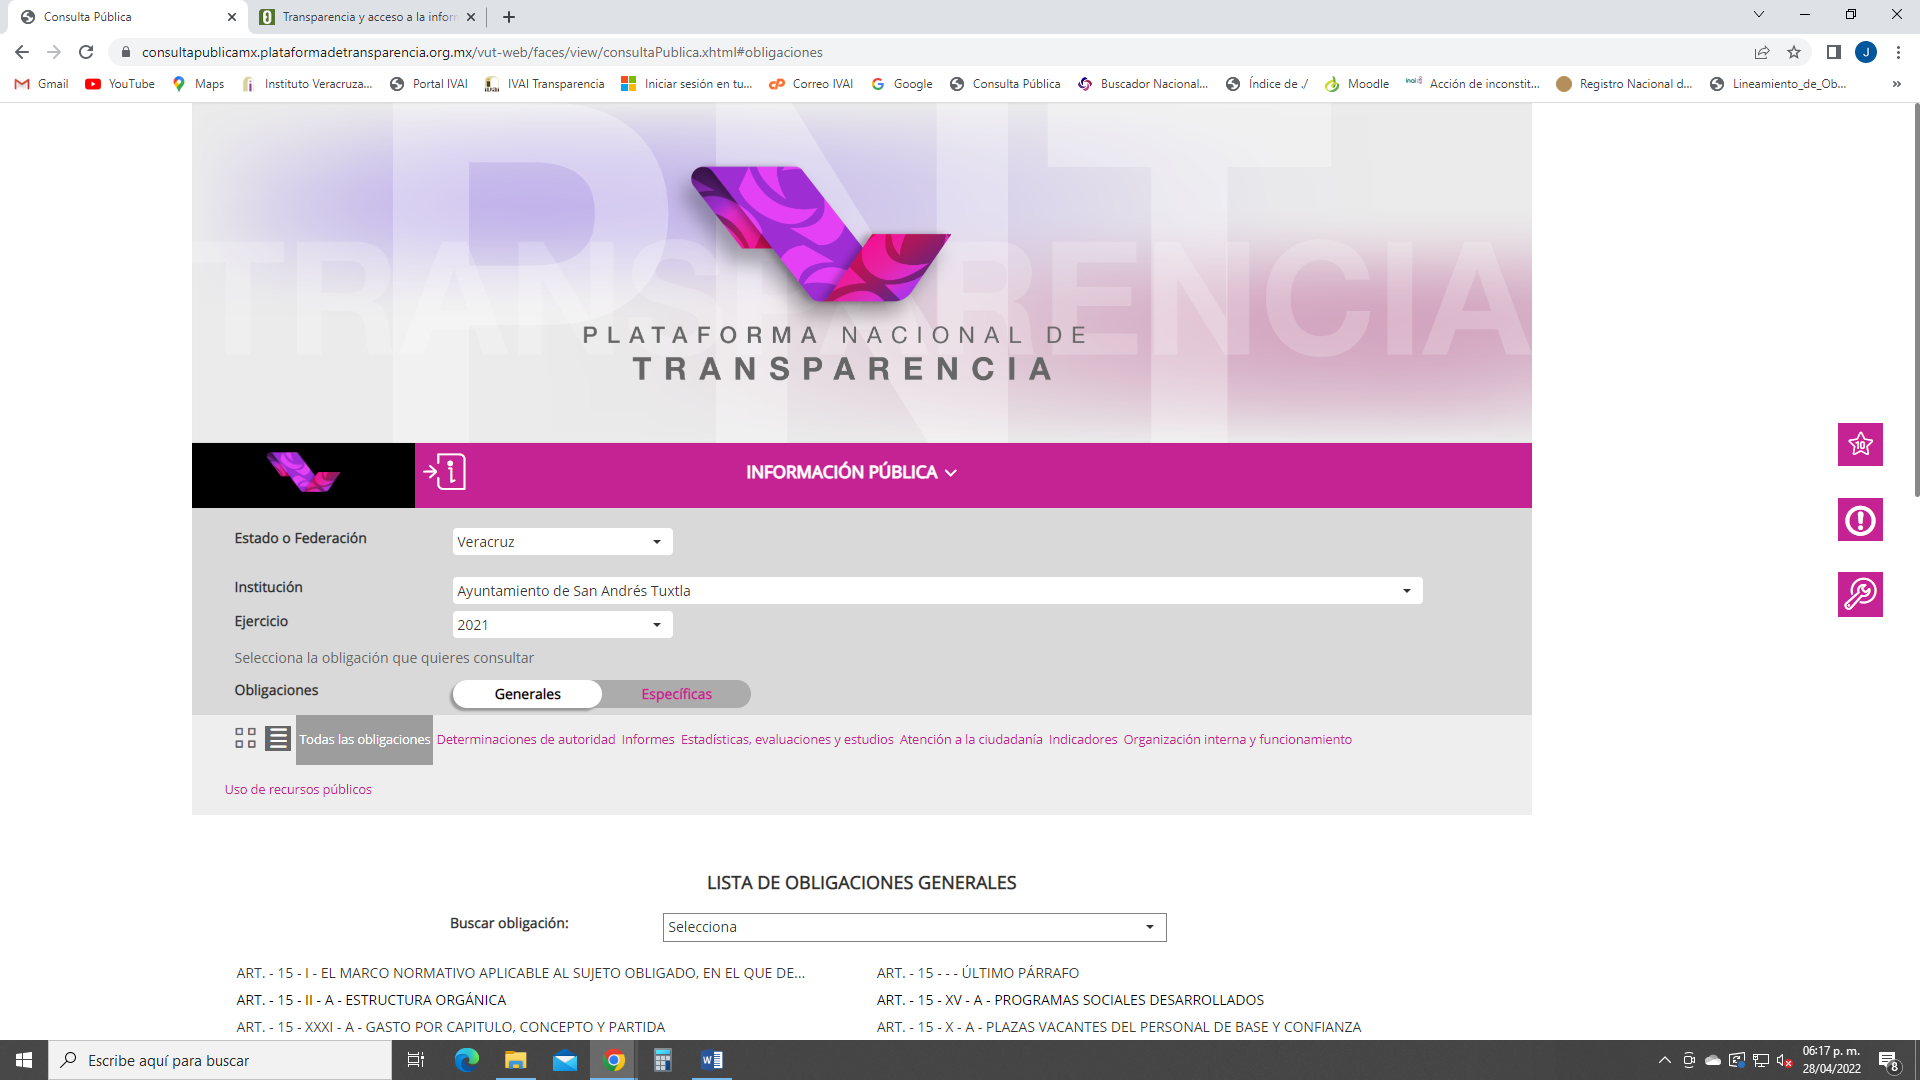 Consulta Pública
Transparencia y acceso a la inform
consultapublicamx.plataformadetransparencia.org.mx/vut-web/faces/view/consultaPublica.xhtml#obligaciones
J
Gmail YouTube Maps Instituto Veracruza... Portal IVAI IVAI Transparencia Iniciar sesión en tu... Correo IVAI Google Consulta Pública Buscador Nacional... Índice de ./ Moodle Acción de inconstit... Registro Nacional d... Lineamiento_de_Ob... »
PNT
TRANSPARENCIA
PLATAFORMA NACIONAL DE
TRANSPARENCIA
INFORMACIÓN PÚBLICA
10
Estado o Federación Veracruz
Institución Ayuntamiento de San Andrés Tuxtla
Ejercicio 2021
Selecciona la obligación que quieres consultar
Obligaciones Generales Específicas
Todas las obligaciones Determinaciones de autoridad Informes Estadísticas, evaluaciones y estudios Atención a la ciudadanía Indicadores Organización interna y funcionamiento
Uso de recursos públicos
LISTA DE OBLIGACIONES GENERALES
Buscar obligación: Selecciona
ART. - 15 - I - EL MARCO NORMATIVO APLICABLE AL SUJETO OBLIGADO, EN EL QUE DE... ART. - 15 - - - ÚLTIMO PÁRRAFO
ART. - 15 - II - A - ESTRUCTURA ORGÁNICA ART. - 15 - XV - A - PROGRAMAS SOCIALES DESARROLLADOS
ART. - 15 - XXXI - A - GASTO POR CAPITULO, CONCEPTO Y PARTIDA ART. - 15 - X - A - PLAZAS VACANTES DEL PERSONAL DE BASE Y CONFIANZA
Escribe aquí para buscar
06:17 p. m.
28/04/2022
8